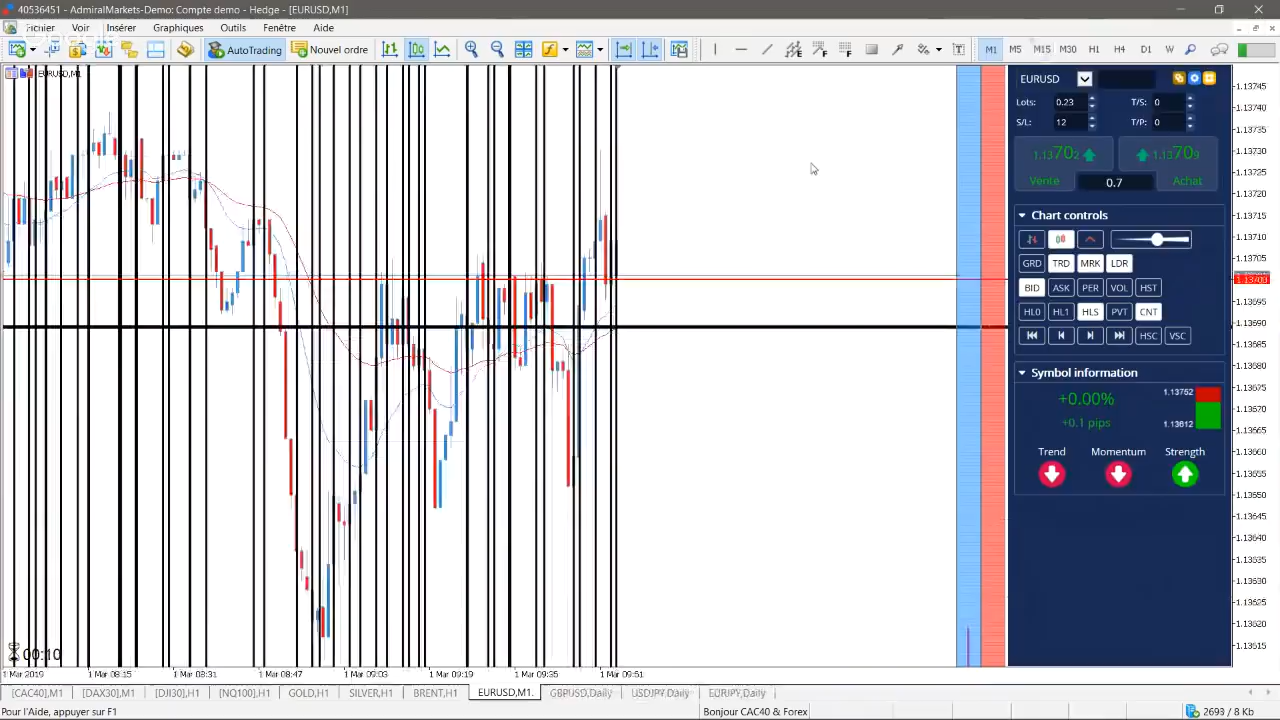 40536451 - AdmiralMarkets-Demo: Compte demo - Hedge - [EURUSD,M1]
Fichier Voir Insérer Graphiques Outils Fenêtre Aide
AutoTrading Nouvel ordre M1 M5 M15 M30 H1 H4 D1 W
EURUSD,M1
EURUSD
Lots: 0.23 T/S: 0
S/L: 12 T/P: 0
1.13702 1.13709
Vente 0.7 Achat
Chart controls
GRD TRD MRK LDR
BID ASK PER VOL HST
HL0 HL1 HLS PVT CNT
HSC VSC
Symbol information
+0.00% 1.13752
+0.1 pips 1.13612
Trend Momentum Strength
1.13745
1.13740
1.13735
1.13730
1.13725
1.13720
1.13715
1.13710
1.13705
1.13700
1.13695
1.13690
1.13685
1.13680
1.13675
1.13670
1.13665
1.13660
1.13655
1.13650
1.13645
1.13640
1.13635
1.13630
1.13625
1.13620
1.13615
00:10
1 Mar 2019 1 Mar 08:15 1 Mar 08:31 1 Mar 08:47 1 Mar 09:03 1 Mar 09:19 1 Mar 09:35 1 Mar 09:51
[CAC40],M1 [DAX30],M1 [DJI30],H1 [NQ100],H1 GOLD,H1 SILVER,H1 BRENT,H1 EURUSD,M1 GBPUSD,Daily USDJPY,Daily EURJPY,Daily
Pour l'Aide, appuyer sur F1 Bonjour CAC40 & Forex 2693 / 8 Kb